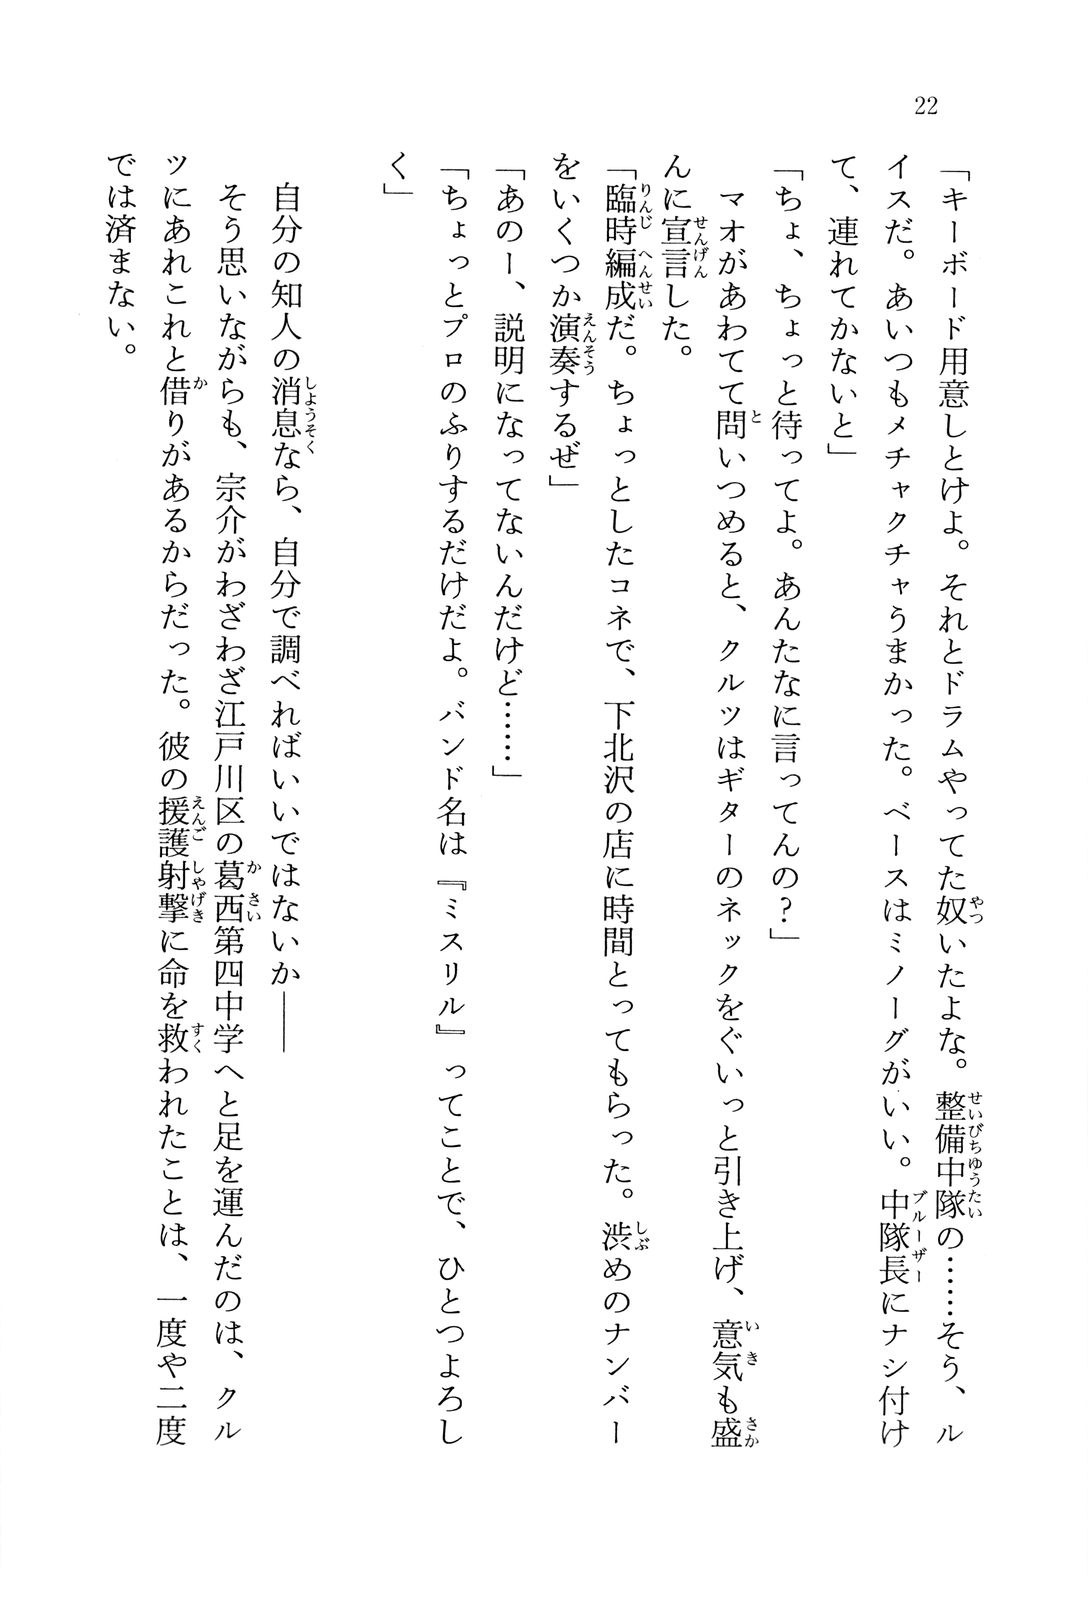 22
「キーボード用意しとけよ。それとドラムやってた奴いたよな。整備中隊の……そう、ル
イスだ。あいつもメチャクチャうまかった。ベースはミノーグがいい。中隊長にナシ付け
て、連れてかないと」
「ちょ、ちょっと待ってよ。あんたなに言ってんの？」
　マオがあわてて問いつめると、クルツはギターのネックをぐいっと引き上げ、意気も盛
んに宣言した。
「臨時編成だ。ちょっとしたコネで、下北沢の店に時間とってもらった。渋めのナンバー
をいくつか演奏するぜ」
「あのー、説明になってないんだけど……」
「ちょっとプロのふりするだけだよ。バンド名は『ミスリル』ってことで、ひとつよろし
く」
　自分の知人の消息なら、自分で調べればいいではないか――
　そう思いながらも、宗介がわざわざ江戸川区の葛西第四中学へと足を運んだのは、クル
ツにあれこれと借りがあるからだった。彼の援護射撃に命を救われたことは、一度や二度
では済まない。